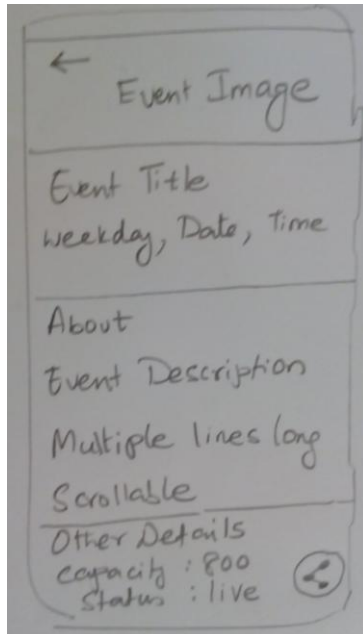 ←
Event Image
Event Title
weekday, Date, Time
About
Event Description
Multiple lines long
Scrollable
Other Details
capacity : 800
Status : live